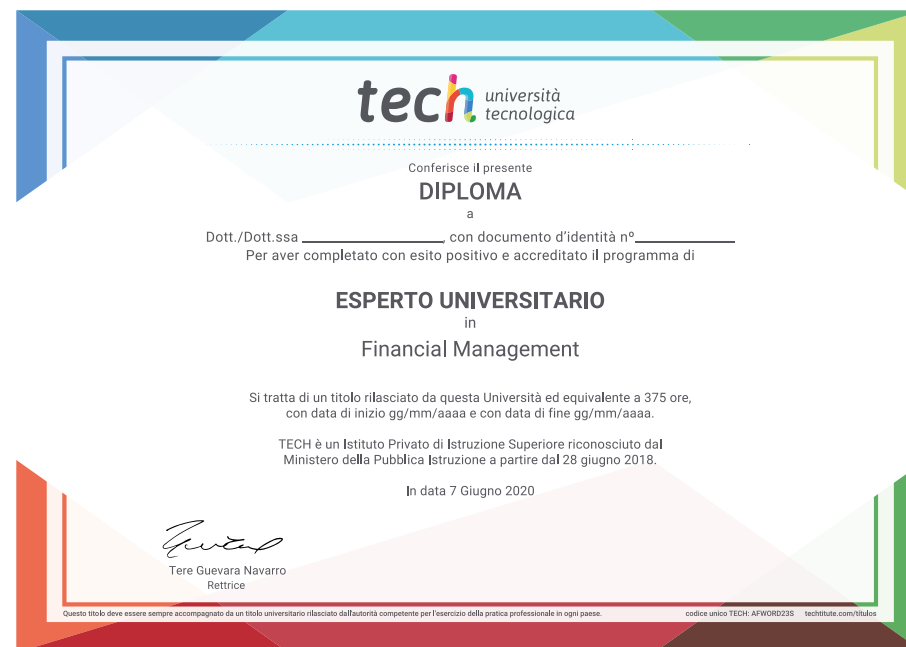 tech università
tecnologica
Conferisce il presente
DIPLOMA
a
Dott./Dott.ssa ____________, con documento d'identità nº____________
Per aver completato con esito positivo e accreditato il programma di
ESPERTO UNIVERSITARIO
in
Financial Management
Si tratta di un titolo rilasciato da questa Università ed equivalente a 375 ore,
con data di inizio gg/mm/aaaa e con data di fine gg/mm/aaaa.
TECH è un Istituto Privato di Istruzione Superiore riconosciuto dal
Ministero della Pubblica Istruzione a partire dal 28 giugno 2018.
In data 7 Giugno 2020
Tere Guevara Navarro
Rettrice
Questo titolo deve essere sempre accompagnato da un titolo universitario rilasciato dall'autorità competente per l'esercizio della pratica professionale in ogni paese. codice unico TECH: AFWORD23S techtitute.com/titulos